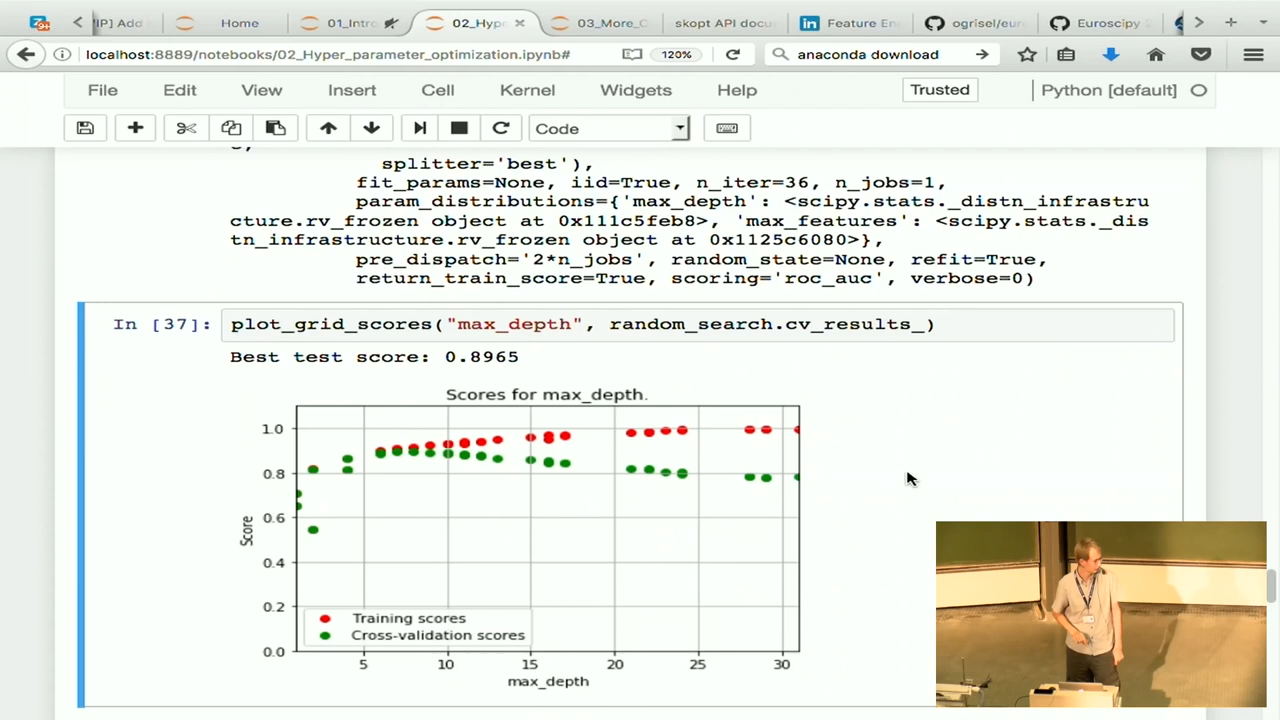 IP] Add
Home
01_Intro
02_Hype
03_More_C
skopt API docu
Feature En
ogrisel/eur
Euroscipy
localhost:8889/notebooks/02_Hyper_parameter_optimization.ipynb#
120%
anaconda download
File
Edit
View
Insert
Cell
Kernel
Widgets
Help
Trusted
Python [default]
Code
splitter='best'),
fit_params=None, iid=True, n_iter=36, n_jobs=1,
param_distributions={'max_depth': <scipy.stats._distn_infrastru
cture.rv_frozen object at 0x111c5feb8>, 'max_features': <scipy.stats._dis
tn_infrastructure.rv_frozen object at 0x1125c6080>},
pre_dispatch='2*n_jobs', random_state=None, refit=True,
return_train_score=True, scoring='roc_auc', verbose=0)
In [37]: plot_grid_scores("max_depth", random_search.cv_results_)
Best test score: 0.8965
Scores for max_depth.
1.0
0.8
0.6
0.4
0.2
0.0
Score
Training scores
Cross-validation scores
5
10
15
20
25
30
max_depth